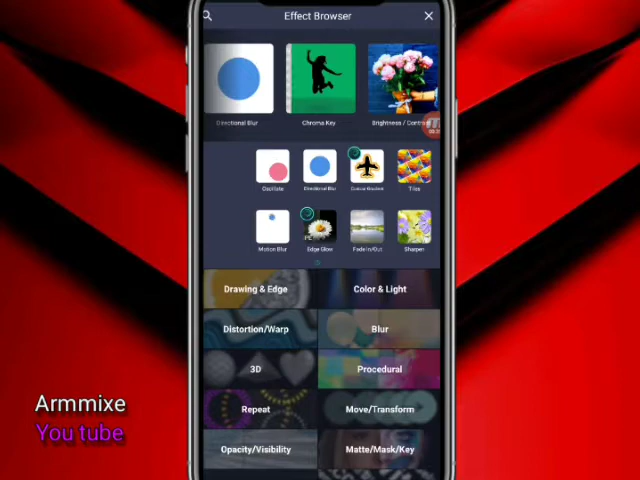 Effect Browser
Directional Blur
Chroma Key
Brightness / Contrast
Oscillate
Directional Blur
Tiles
Motion Blur
Edge Glow
Fade In/Out
Sharpen
Drawing & Edge
Color & Light
Distortion/Warp
Blur
3D
Procedural
Repeat
Move/Transform
Opacity/Visibility
Matte/Mask/Key
Armmixe
You tube